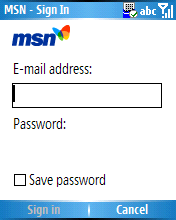 MSN - Sign In
abc
msn
E-mail address:
Password:
Save password
Sign in
Cancel